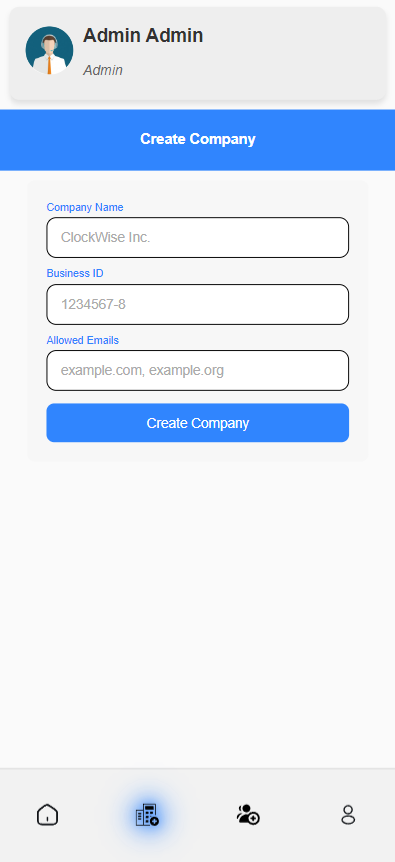 Admin Admin
Admin
Create Company
Company Name
ClockWise Inc.
Business ID
1234567-8
Allowed Emails
example.com, example.org
Create Company